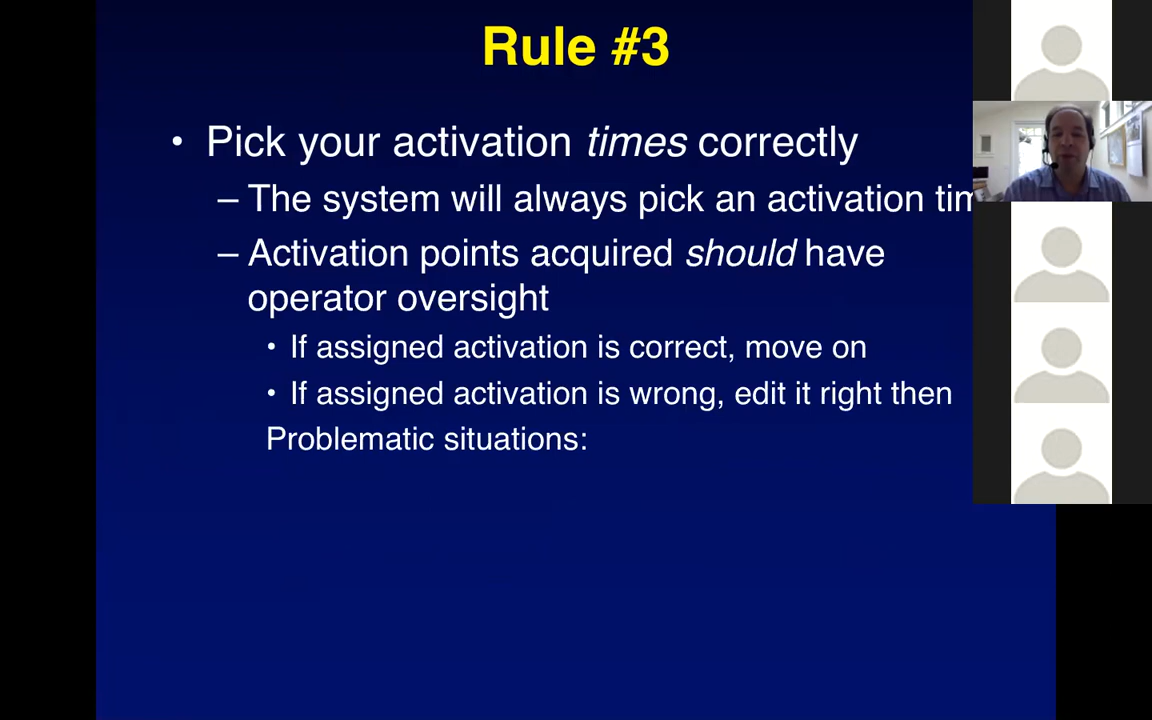 Rule #3
• Pick your activation times correctly
– The system will always pick an activation
– Activation points acquired should have
operator oversight
• If assigned activation is correct, move on
• If assigned activation is wrong, edit it right then
Problematic situations: